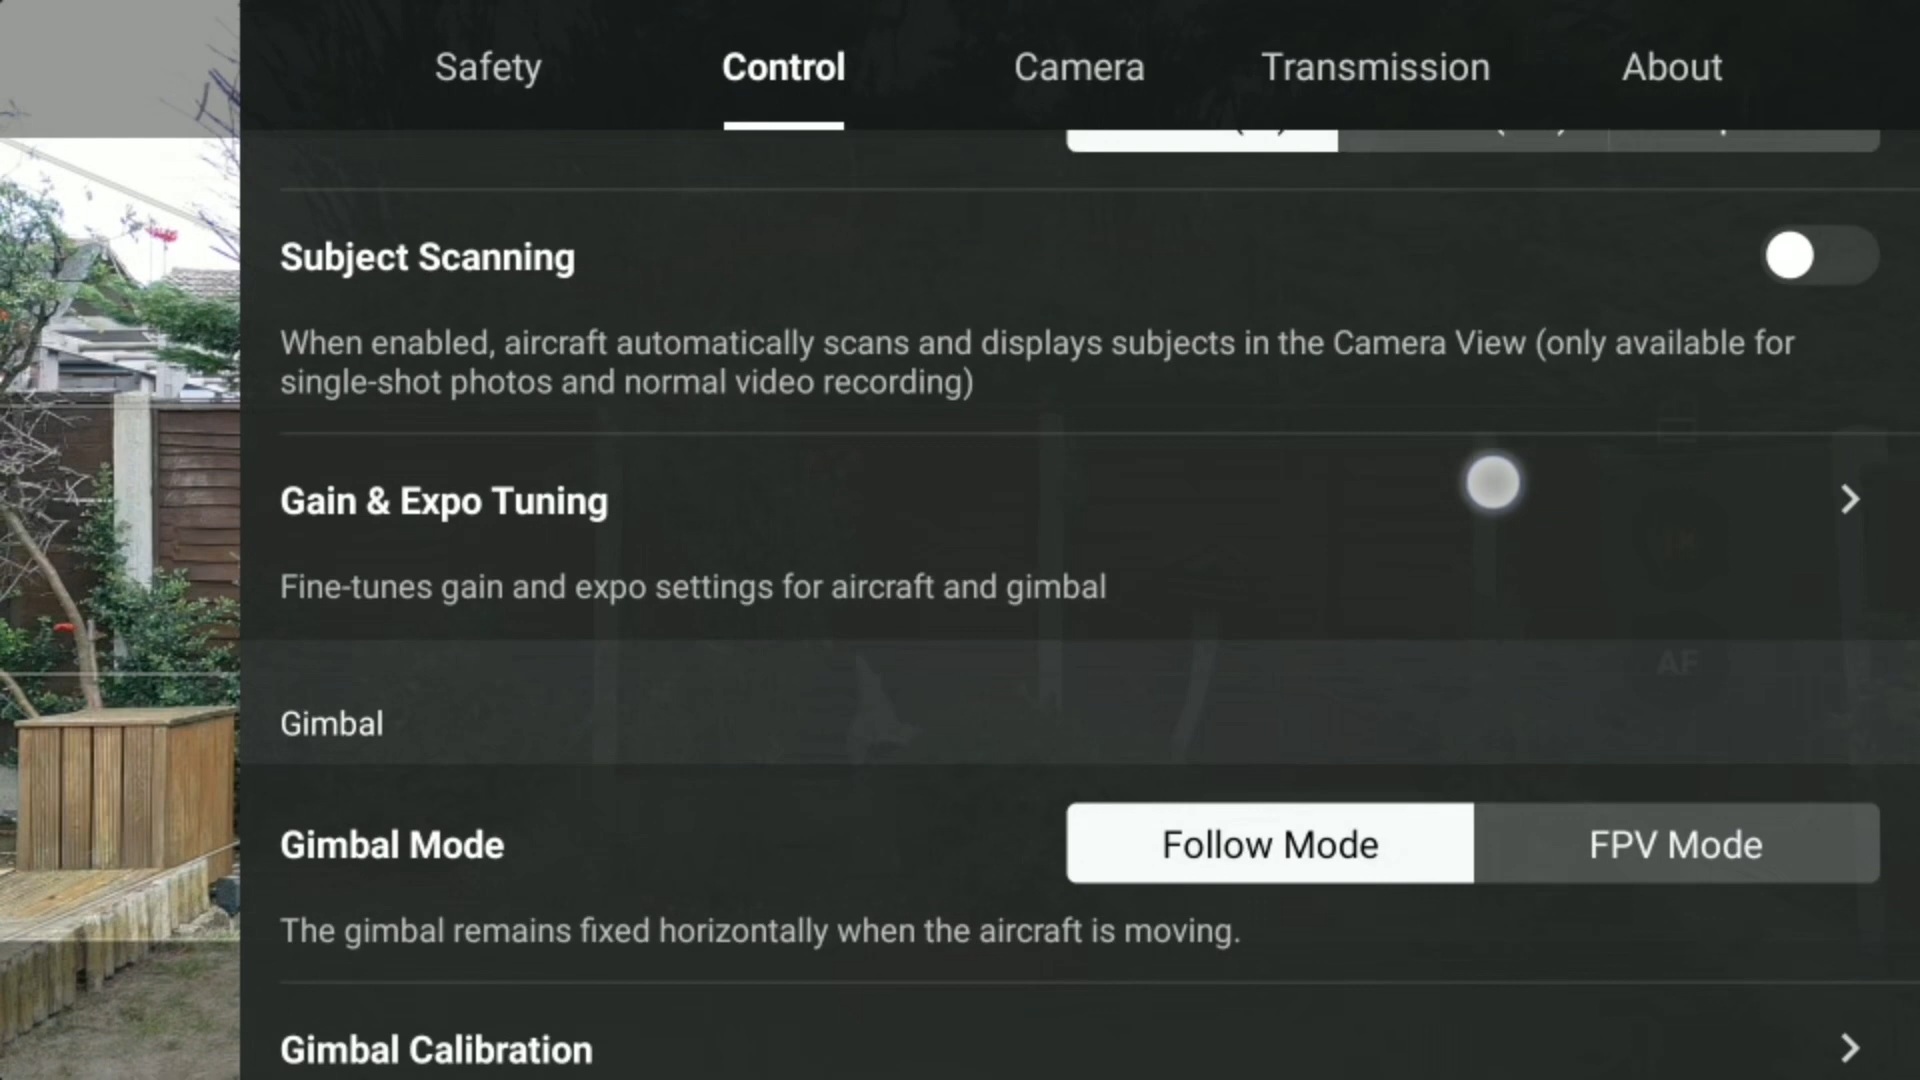 Safety Control Camera Transmission About
Subject Scanning
When enabled, aircraft automatically scans and displays subjects in the Camera View (only available for
single-shot photos and normal video recording)
Gain & Expo Tuning
Fine-tunes gain and expo settings for aircraft and gimbal
AF
Gimbal
Gimbal Mode
Follow Mode FPV Mode
The gimbal remains fixed horizontally when the aircraft is moving.
Gimbal Calibration